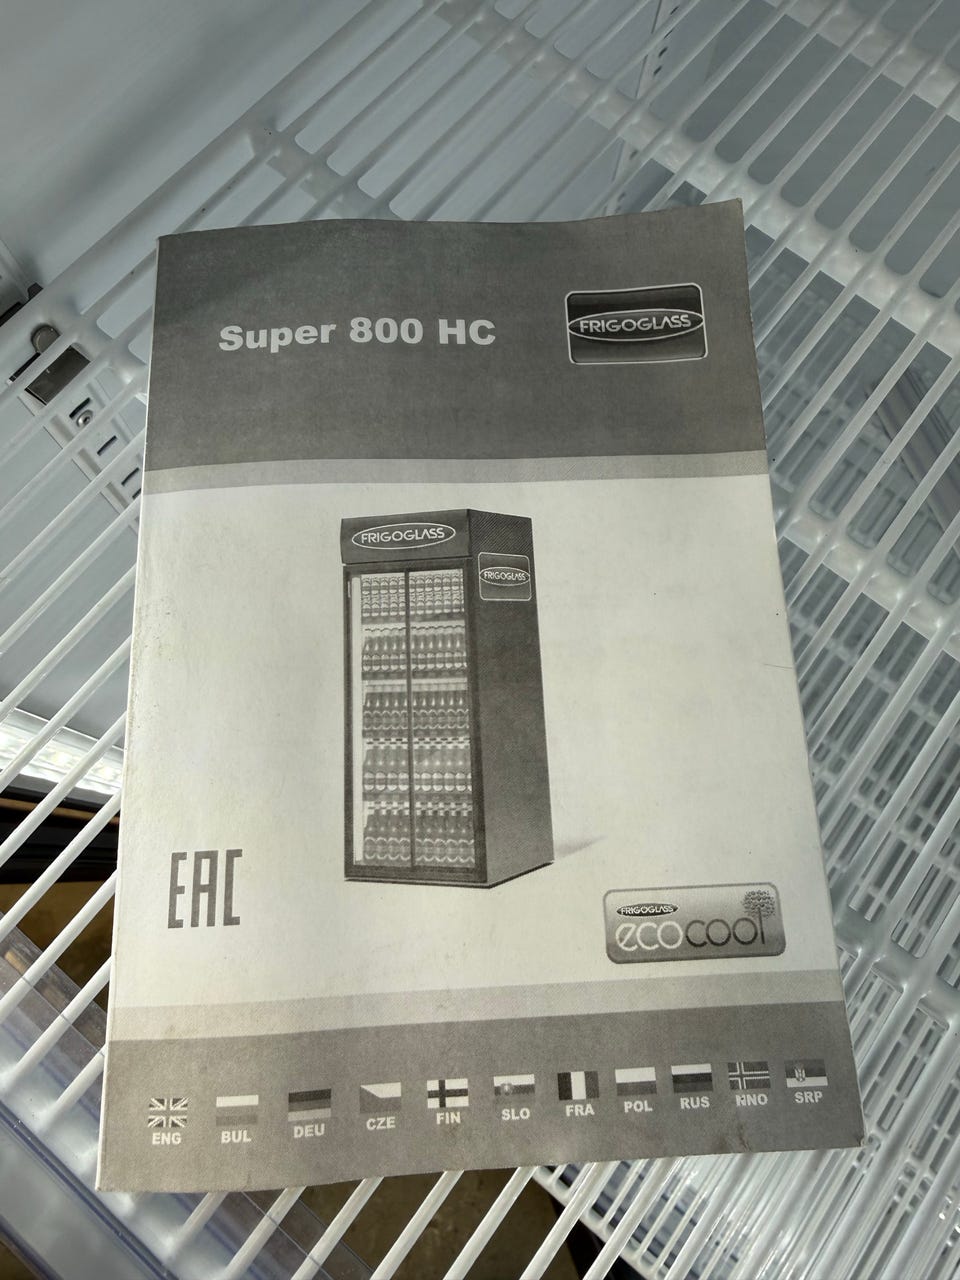 Super 800 HC
FRIGOGLASS
FRIGOGLASS
FRIGOGLASS
EAC
FRIGOGLASS
ecocool
ENG BUL DEU CZE FIN SLO FRA POL RUS NNO SRP